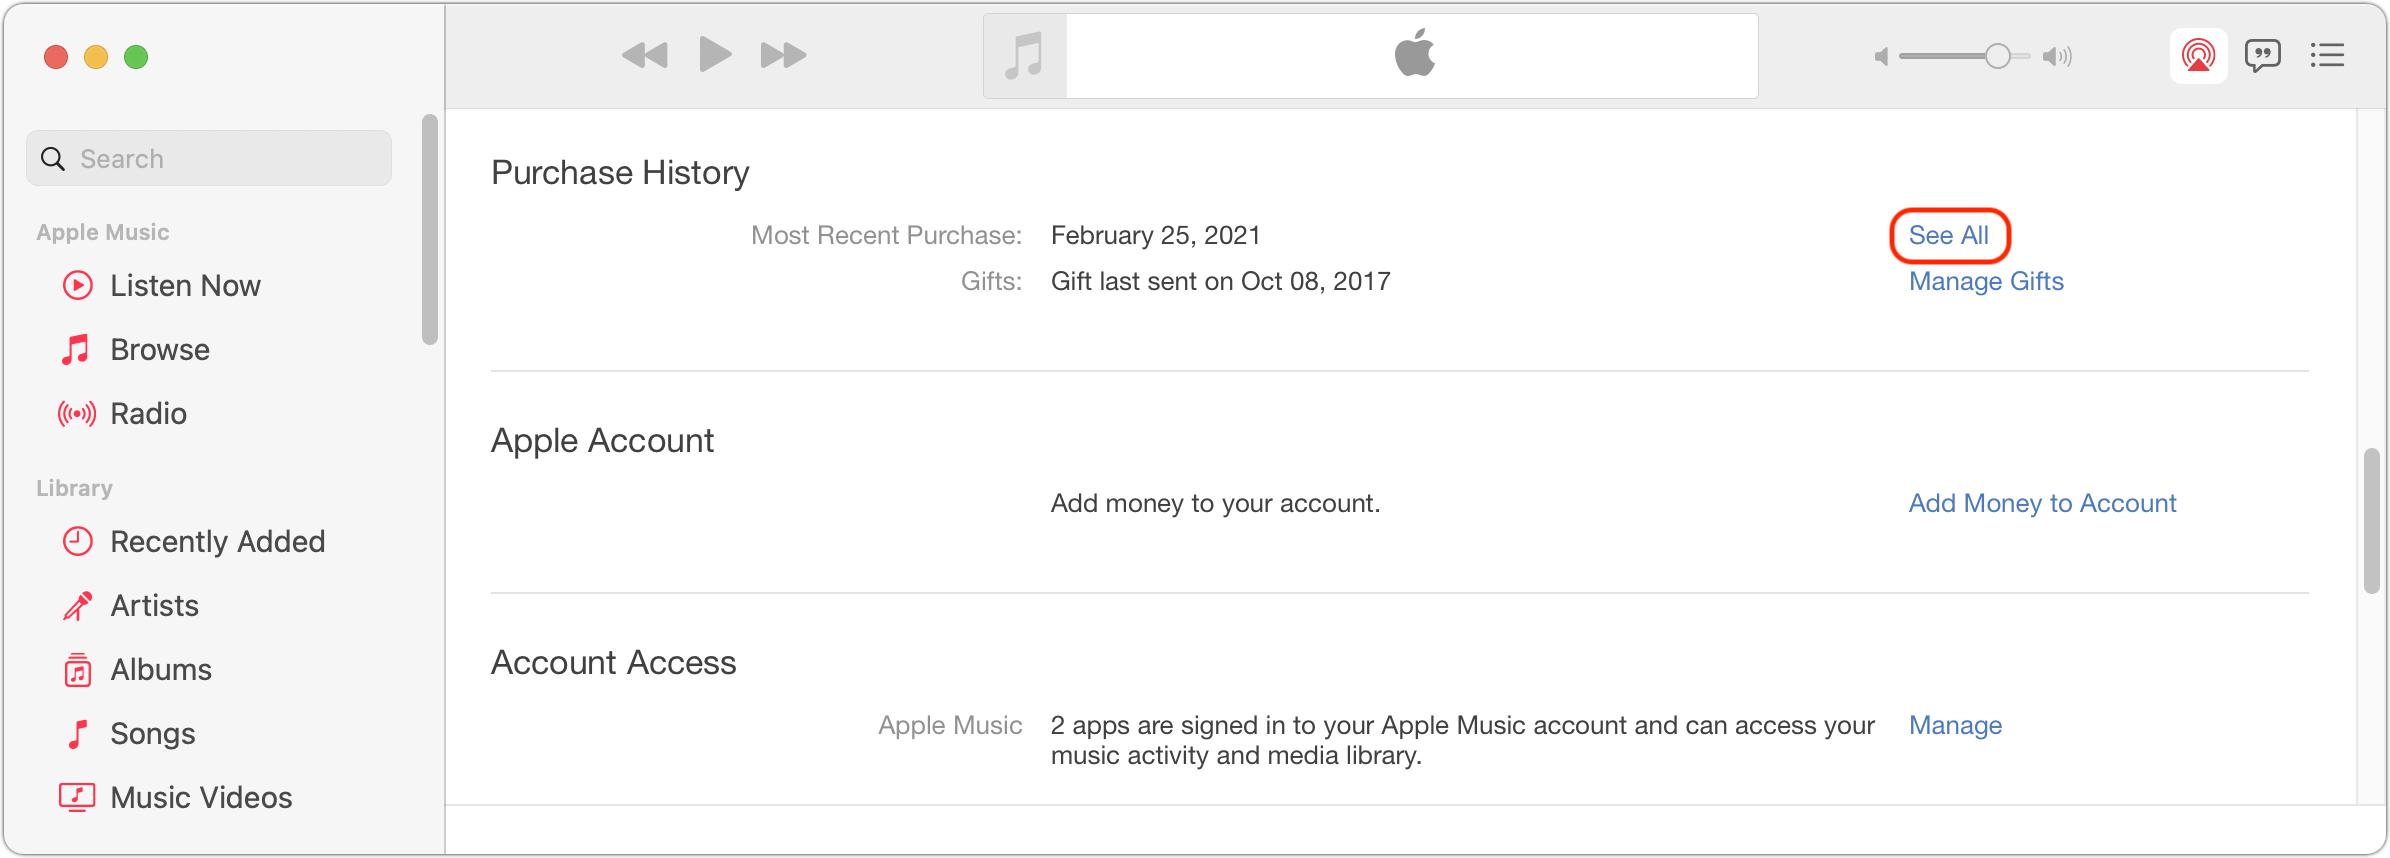 Search
Apple Music
Listen Now
Browse
Radio
Library
Recently Added
Artists
Albums
Songs
Music Videos
Purchase History
Most Recent Purchase: February 25, 2021 See All
Gifts: Gift last sent on Oct 08, 2017 Manage Gifts
Apple Account
Add money to your account. Add Money to Account
Account Access
Apple Music 2 apps are signed in to your Apple Music account and can access your Manage
music activity and media library.